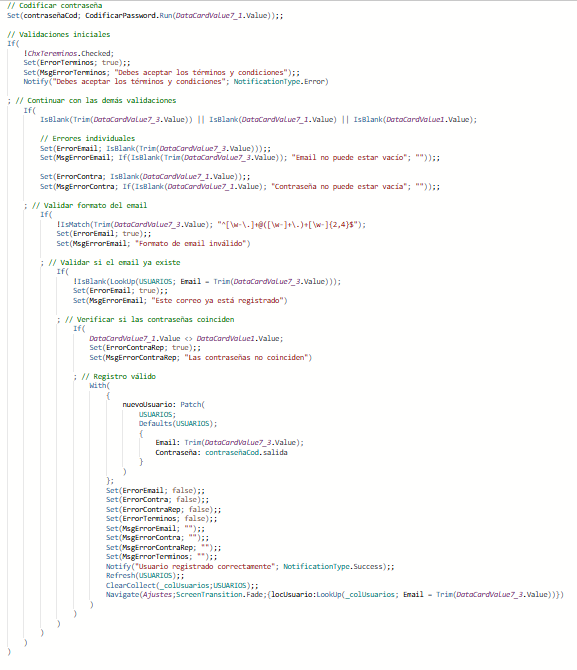 // Codificar contraseña
Set(contraseñaCod; CodificarPassword.Run(DataCardValue7_1.Value));;
// Validaciones iniciales
If(
!ChxTereminos.Checked;
Set(ErrorTerminos; true);;
Set(MsgErrorTerminos; "Debes aceptar los términos y condiciones");;
Notify("Debes aceptar los términos y condiciones"; NotificationType.Error)
; // Continuar con las demás validaciones
If(
IsBlank(Trim(DataCardValue7_3.Value)) || IsBlank(DataCardValue7_1.Value) || IsBlank(DataCardValue1.Value);
// Errores individuales
Set(ErrorEmail; IsBlank(Trim(DataCardValue7_3.Value)));;
Set(MsgErrorEmail; If(IsBlank(Trim(DataCardValue7_3.Value)); "Email no puede estar vacío"; ""));;
Set(ErrorContra; IsBlank(DataCardValue7_1.Value));;
Set(MsgErrorContra; If(IsBlank(DataCardValue7_1.Value); "Contraseña no puede estar vacía"; ""));;
; // Validar formato del email
If(
!IsMatch(Trim(DataCardValue7_3.Value); "^[\w-\.]+@([\w-]+\.)+[\w-]{2,4}$");
Set(ErrorEmail; true);;
Set(MsgErrorEmail; "Formato de email inválido")
; // Validar si el email ya existe
If(
!IsBlank(LookUp(USUARIOS; Email = Trim(DataCardValue7_3.Value)));
Set(ErrorEmail; true);;
Set(MsgErrorEmail; "Este correo ya está registrado")
; // Verificar si las contraseñas coinciden
If(
DataCardValue7_1.Value <> DataCardValue1.Value;
Set(ErrorContraRep; true);;
Set(MsgErrorContraRep; "Las contraseñas no coinciden")
; // Registro válido
With(
{
nuevoUsuario: Patch(
USUARIOS;
Defaults(USUARIOS);
{
Email: Trim(DataCardValue7_3.Value);
Contraseña: contraseñaCod.salida
}
)
};
Set(ErrorEmail; false);;
Set(ErrorContra; false);;
Set(ErrorContraRep; false);;
Set(ErrorTerminos; false);;
Set(MsgErrorEmail; "");;
Set(MsgErrorContra; "");;
Set(MsgErrorContraRep; "");;
Set(MsgErrorTerminos; "");;
Notify("Usuario registrado correctamente"; NotificationType.Success);;
Refresh(USUARIOS);;
ClearCollect(_colUsuarios;USUARIOS);;
Navigate(Ajustes;ScreenTransition.Fade;{locUsuario:LookUp(_colUsuarios; Email = Trim(DataCardValue7_3.Value))})
)
)
)
)
)
)